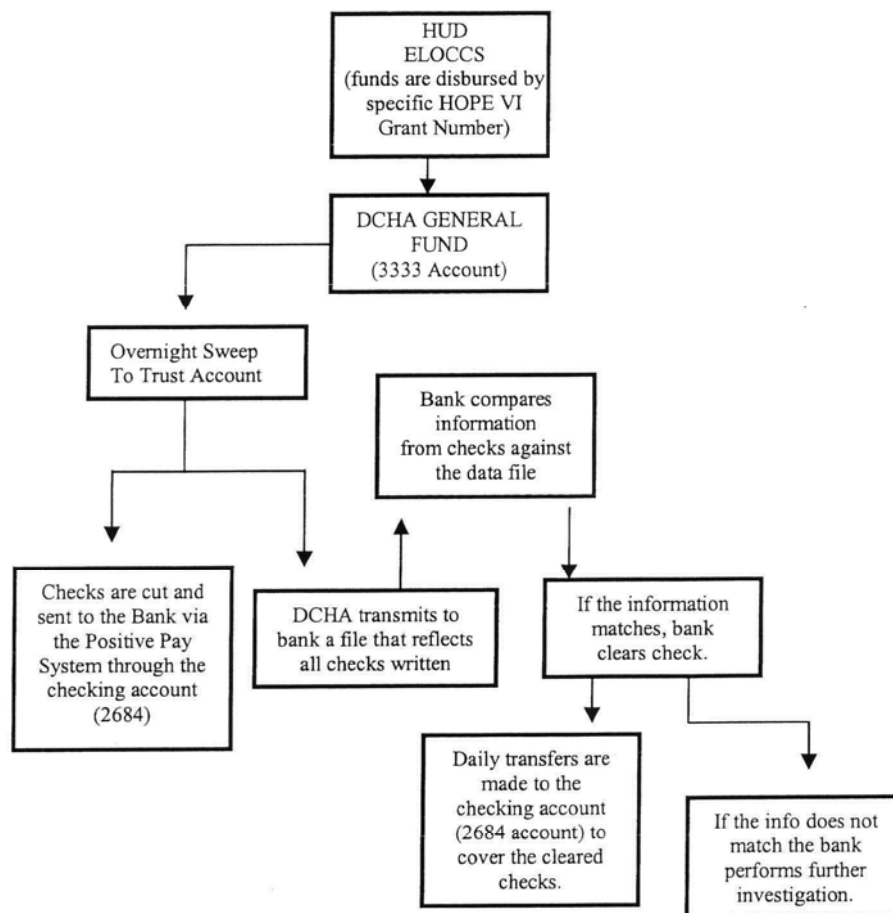 HUD
ELOCCS
(funds are disbursed by
specific HOPE VI
Grant Number)
DCHA GENERAL
FUND
(3333 Account)
Overnight Sweep
To Trust Account
Bank compares
information
from checks against
the data file
Checks are cut and
sent to the Bank via
the Positive Pay
System through the
checking account
(2684)
DCHA transmits to
bank a file that reflects
all checks written
If the information
matches, bank
clears check.
Daily transfers are
made to the
checking account
(2684 account) to
cover the cleared
checks.
If the info does not
match the bank
performs further
investigation.